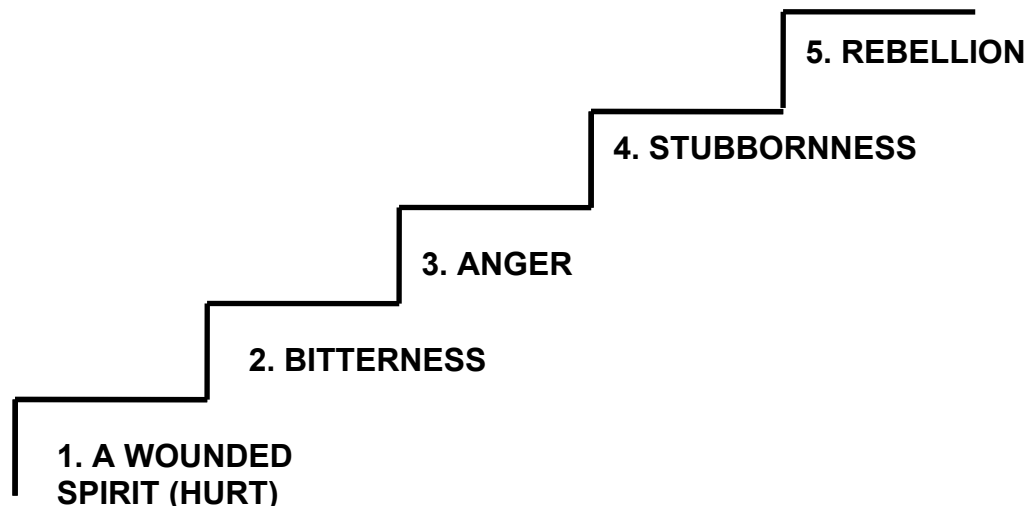 5. REBELLION
4. STUBBORNNESS
3. ANGER
2. BITTERNESS
1. A WOUNDED
SPIRIT (HURT)